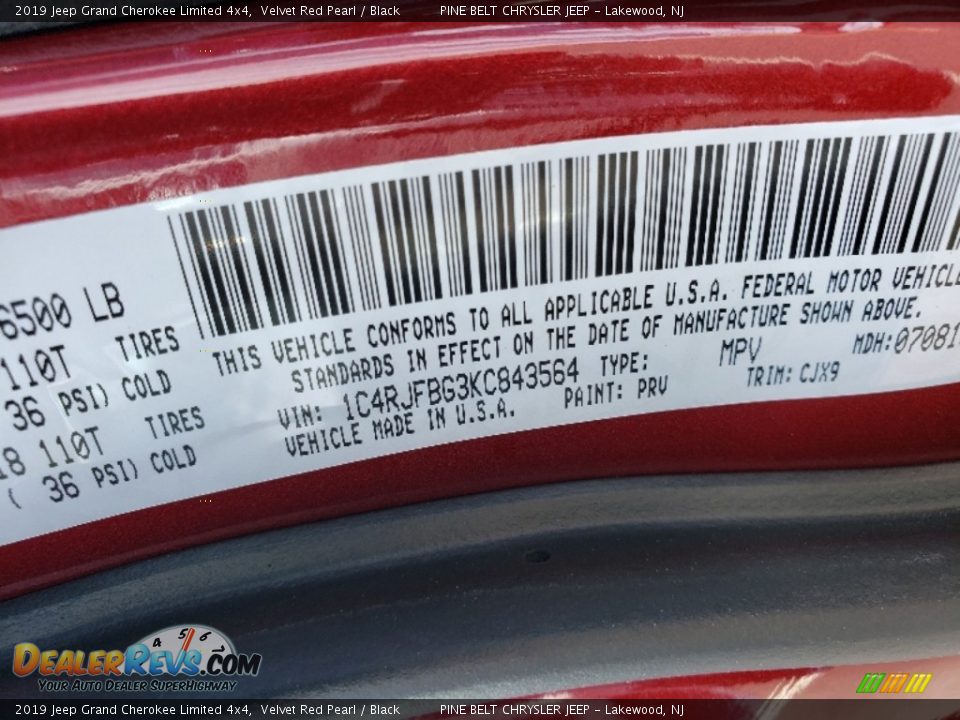 2019 Jeep Grand Cherokee Limited 4x4, Velvet Red Pearl / Black PINE BELT CHRYSLER JEEP - Lakewood, NJ
6500 LB
110T TIRES
36 PSI) COLD
18 110T TIRES
( 36 PSI) COLD
THIS VEHICLE CONFORMS TO ALL APPLICABLE U.S.A. FEDERAL MOTOR VEHICLE
STANDARDS IN EFFECT ON THE DATE OF MANUFACTURE SHOWN ABOVE.
VIN: 1C4RJFBG3KC843564 TYPE: MPV MDH:07081
VEHICLE MADE IN U.S.A. PAINT: PRV TRIM: CJX9
4 5 6
DEALERREVS.COM
YOUR AUTO DEALER SUPERHIGHWAY
2019 Jeep Grand Cherokee Limited 4x4, Velvet Red Pearl / Black PINE BELT CHRYSLER JEEP - Lakewood, NJ